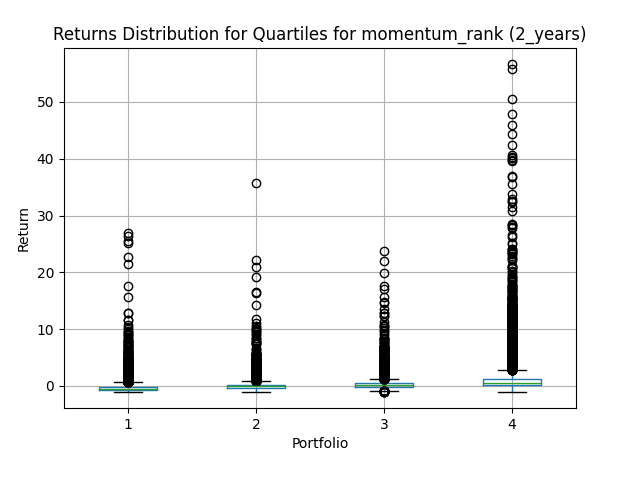 Returns Distribution for Quartiles for momentum_rank (2_years)
50
40
30
20
10
0
Return
1 2 3 4
Portfolio